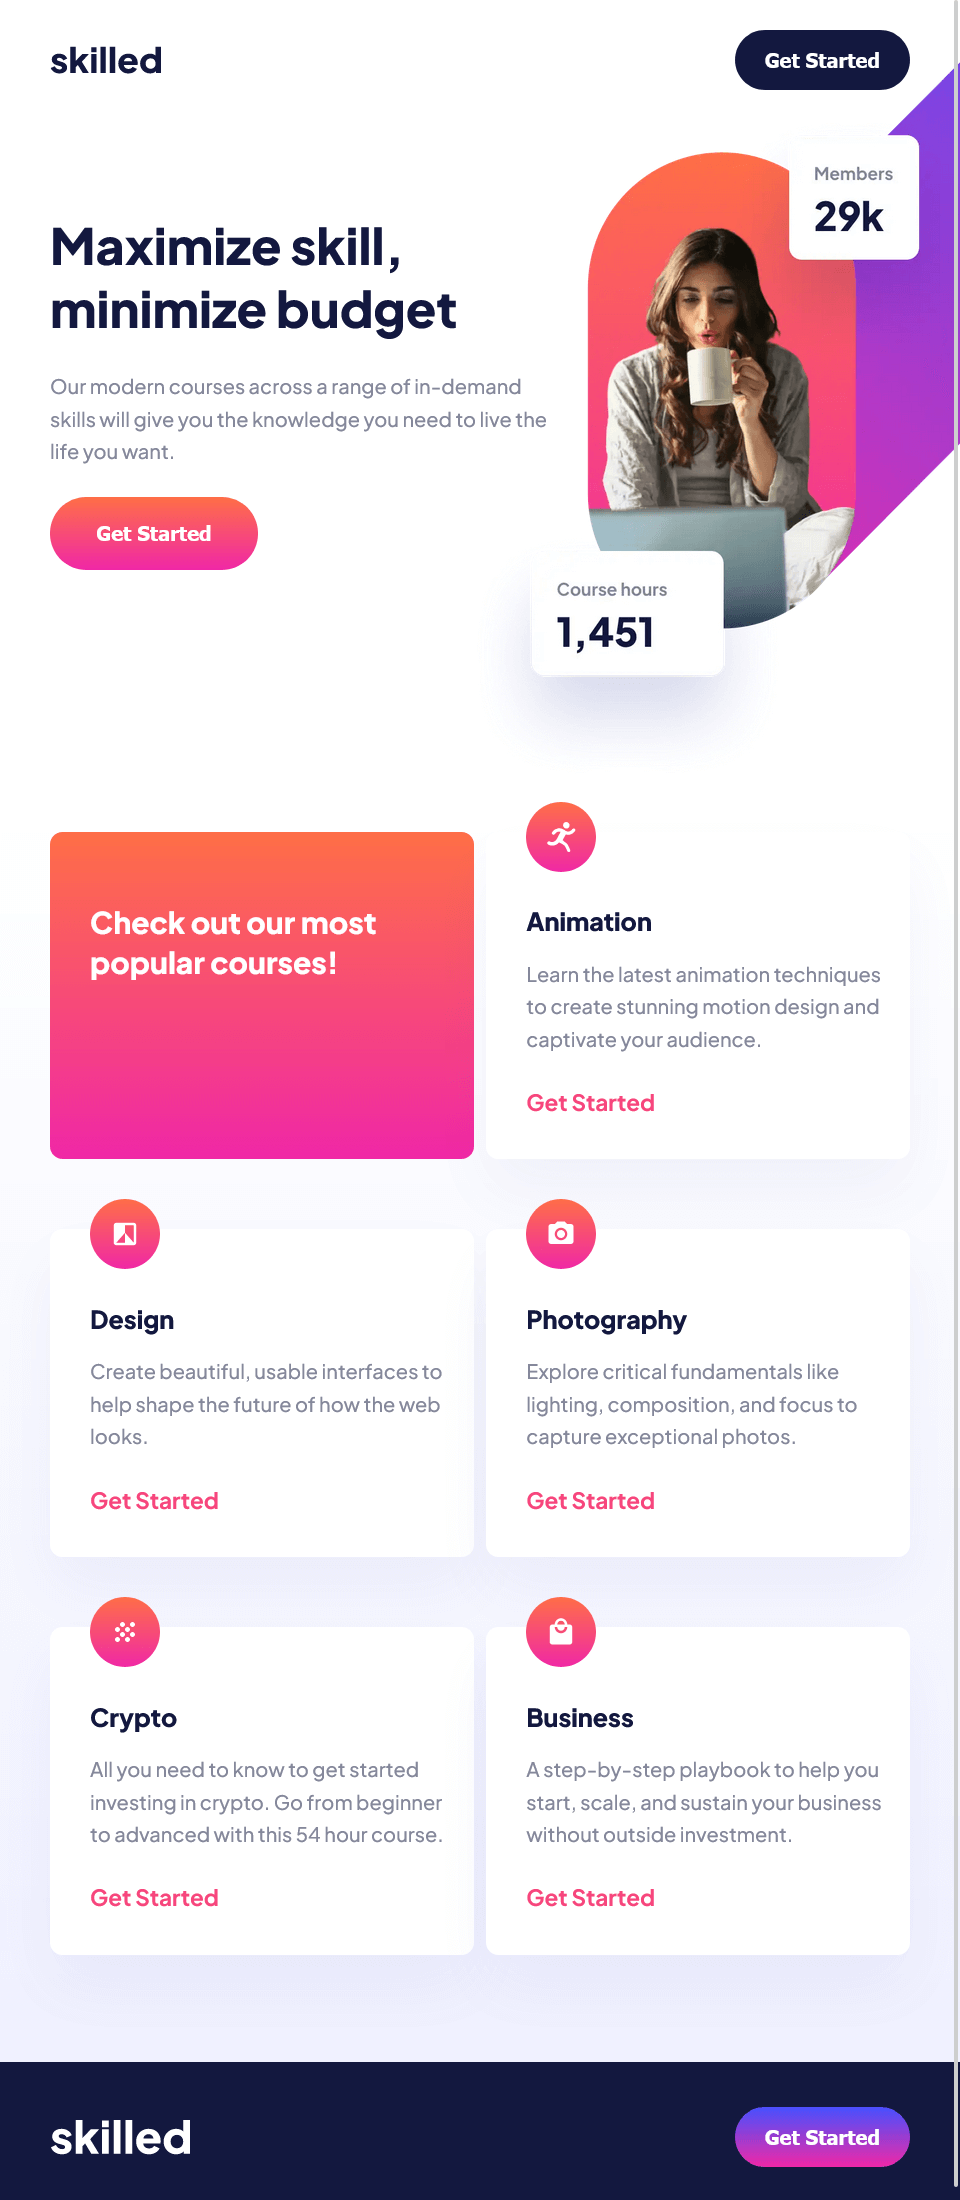 skilled
Get Started
Members
29k
Maximize skill,
minimize budget
Our modern courses across a range of in-demand
skills will give you the knowledge you need to live the
life you want.
Get Started
Course hours
1,451
Check out our most
popular courses!
Animation
Learn the latest animation techniques
to create stunning motion design and
captivate your audience.
Get Started
Design
Create beautiful, usable interfaces to
help shape the future of how the web
looks.
Get Started
Photography
Explore critical fundamentals like
lighting, composition, and focus to
capture exceptional photos.
Get Started
Crypto
All you need to know to get started
investing in crypto. Go from beginner
to advanced with this 54 hour course.
Get Started
Business
A step-by-step playbook to help you
start, scale, and sustain your business
without outside investment.
Get Started
skilled
Get Started